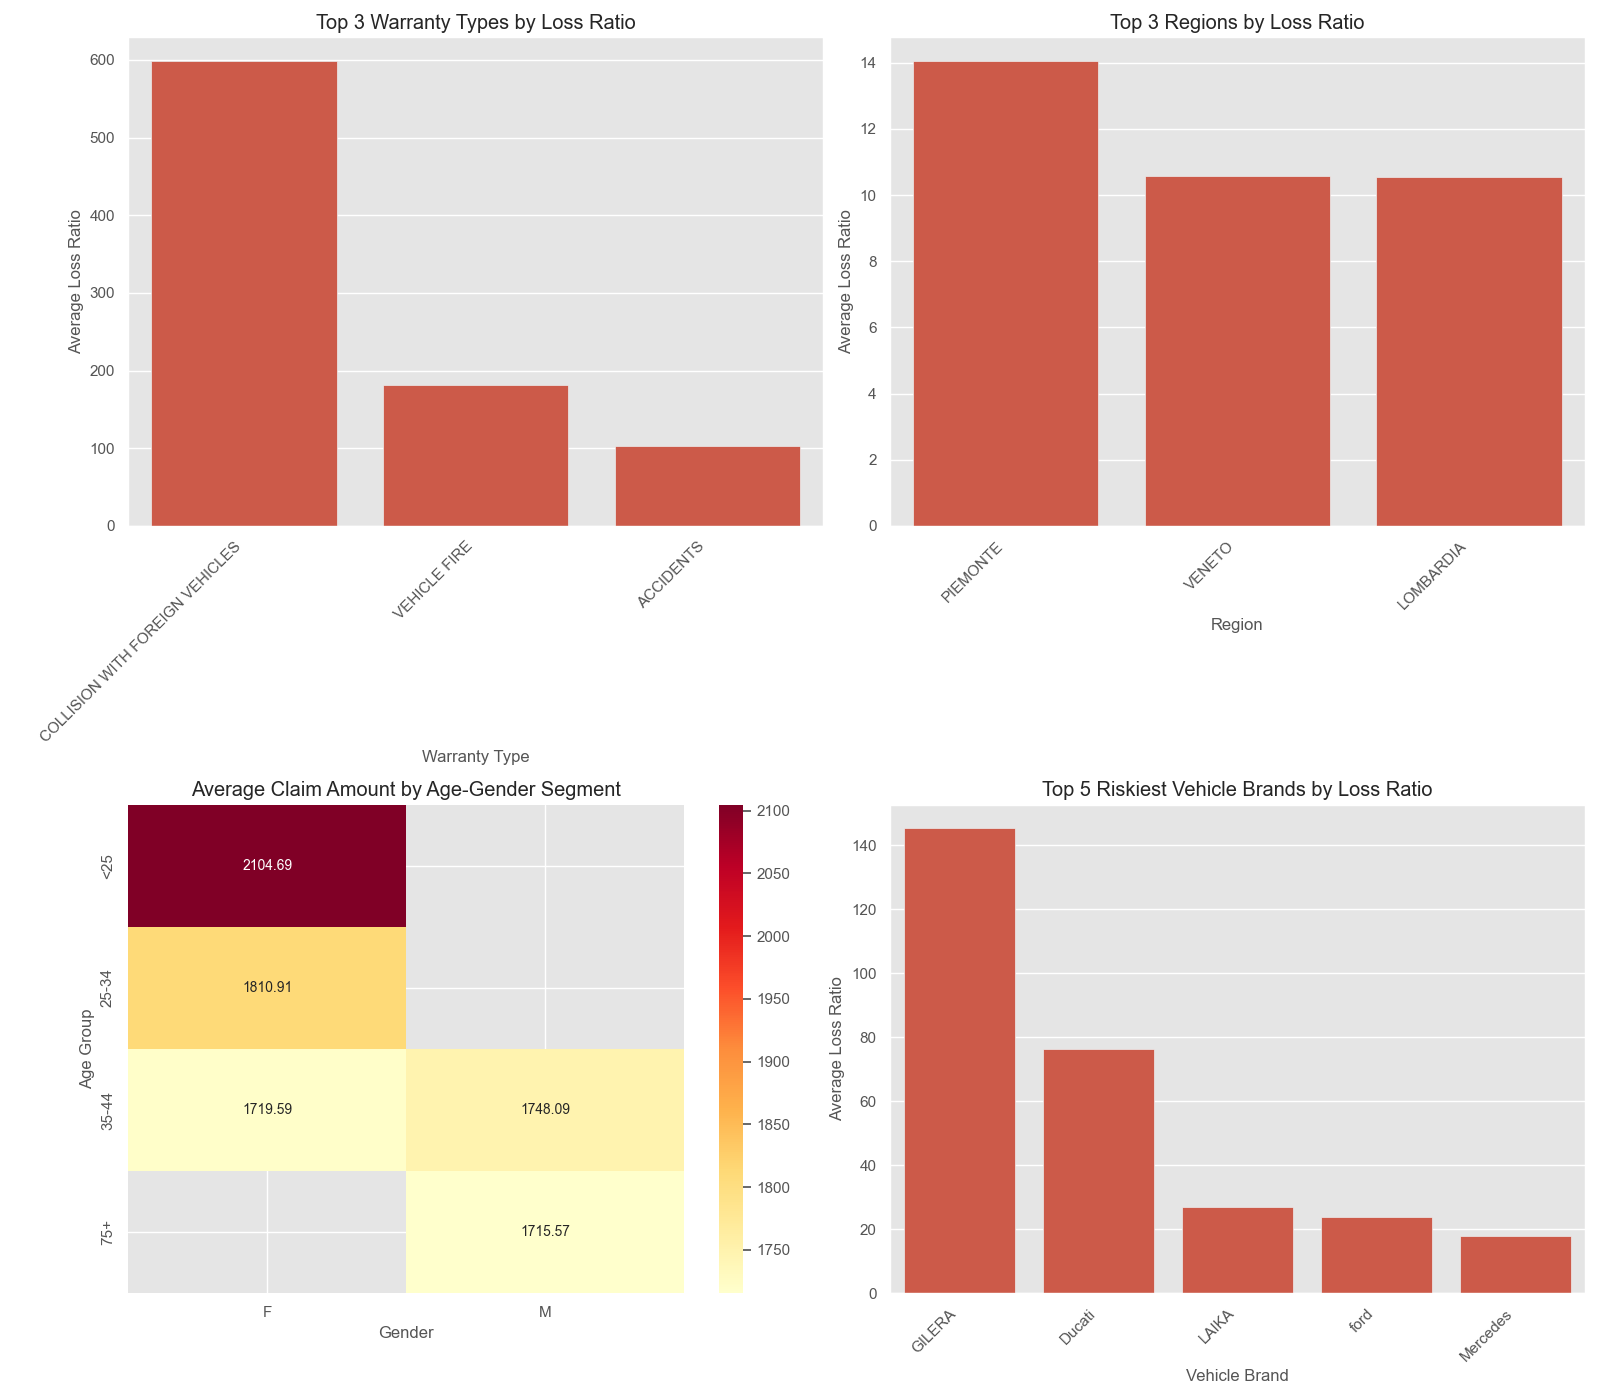 Top 3 Warranty Types by Loss Ratio
Average Loss Ratio
600
500
400
300
200
100
0
COLLISION WITH FOREIGN VEHICLES
VEHICLE FIRE
ACCIDENTS
Warranty Type
Top 3 Regions by Loss Ratio
Average Loss Ratio
14
12
10
8
6
4
2
0
PIEMONTE
VENETO
LOMBARDIA
Region
Average Claim Amount by Age-Gender Segment
Age Group
<25
25-34
35-44
75+
2104.69
1810.91
1719.59
1748.09
1715.57
F
M
Gender
2100
2050
2000
1950
1900
1850
1800
1750
Top 5 Riskiest Vehicle Brands by Loss Ratio
Average Loss Ratio
140
120
100
80
60
40
20
0
GILERA
Ducati
LAIKA
ford
Mercedes
Vehicle Brand